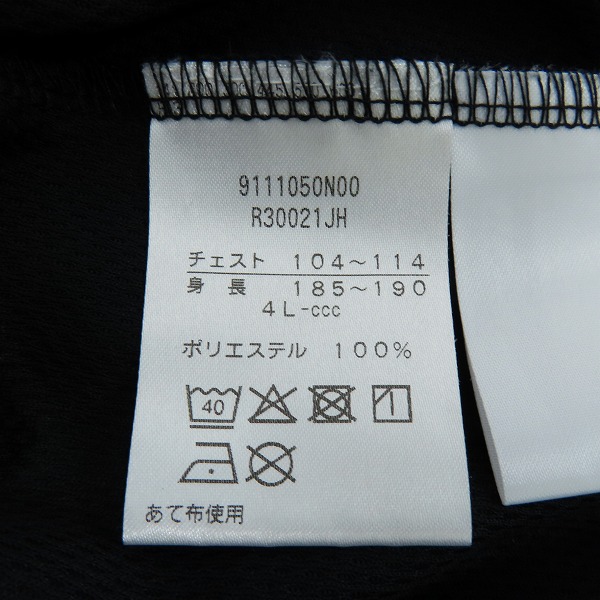 9111050N00
R30021JH
チェスト 104～114
身長 185～190
4L-ccc
ポリエステル 100%
40
あて布使用